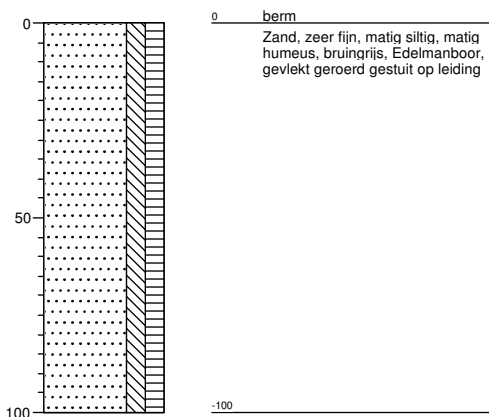 0
50
100
0 berm
Zand, zeer fijn, matig siltig, matig
humeus, bruingrijs, Edelmanboor,
gevlekt geroerd gestuit op leiding
-100